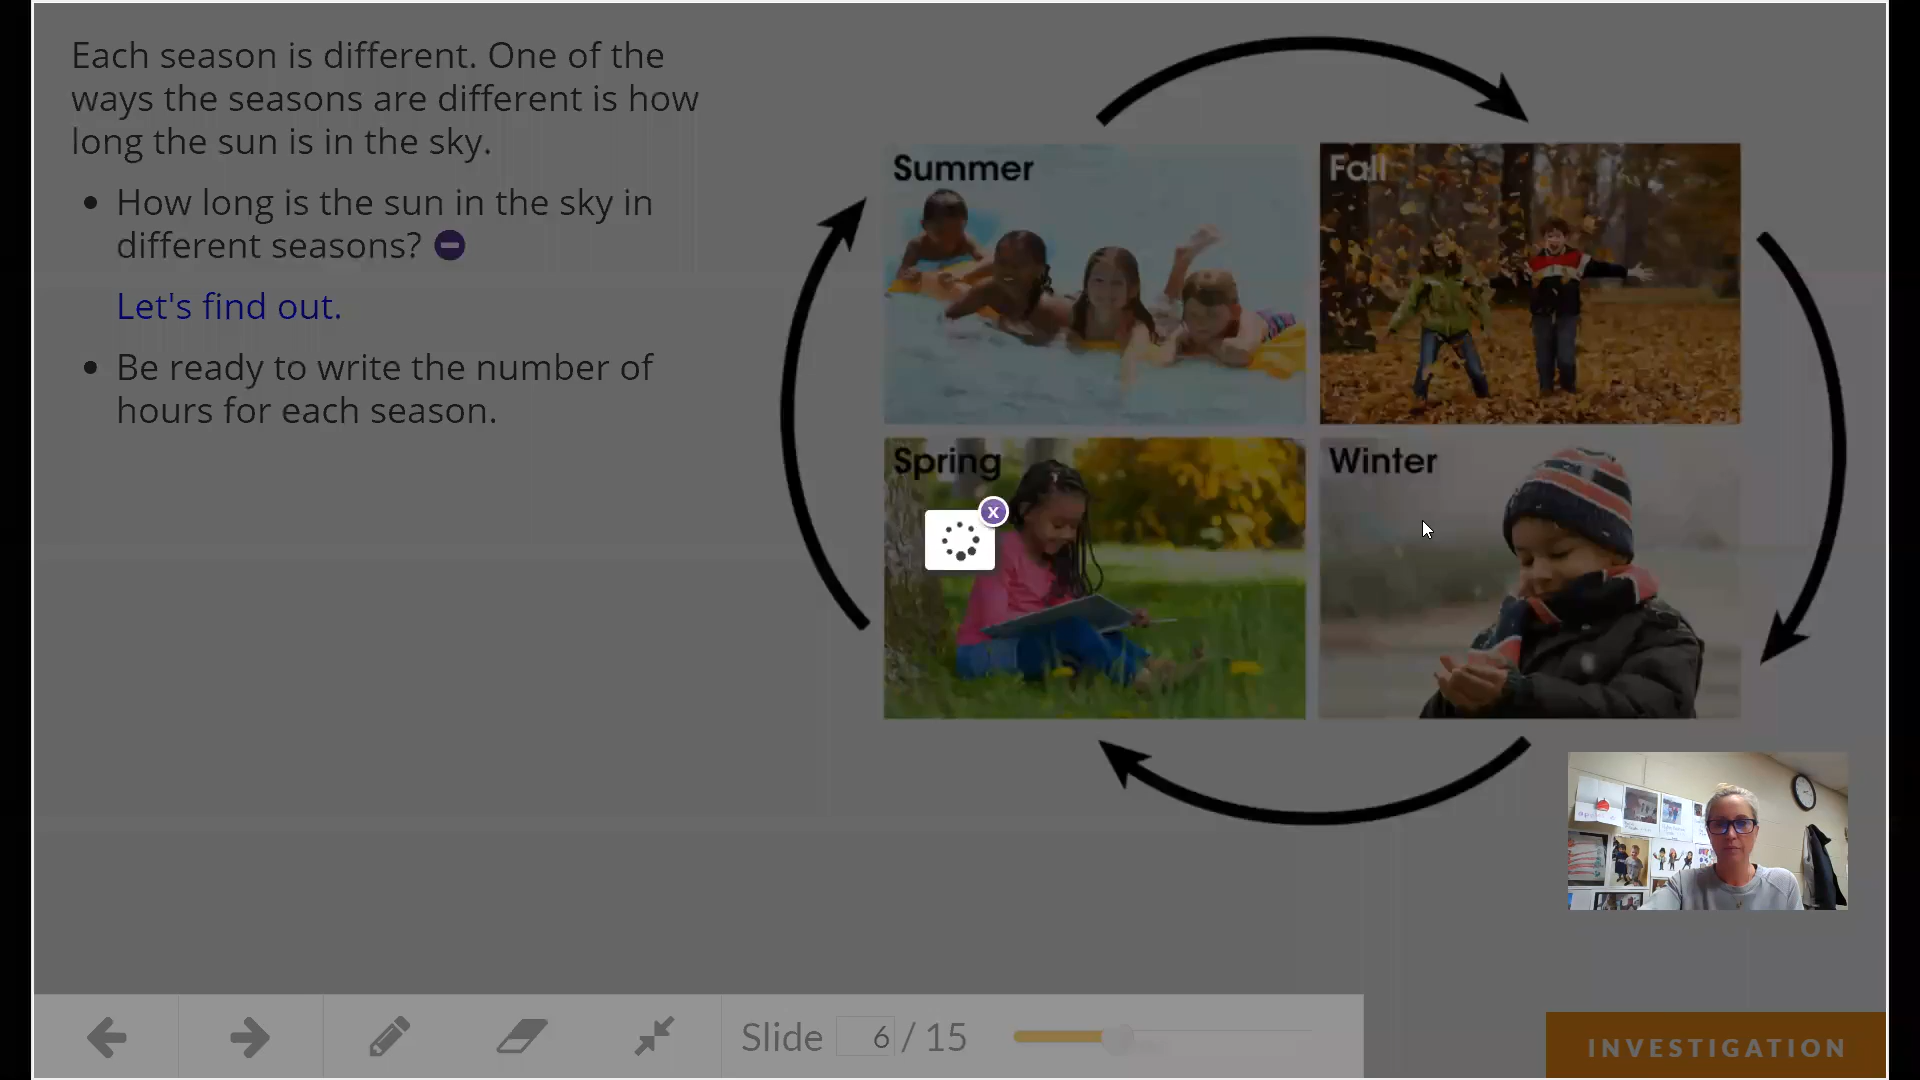 Each season is different. One of the
ways the seasons are different is how
long the sun is in the sky.
• How long is the sun in the sky in
different seasons?
Let's find out.
• Be ready to write the number of
hours for each season.
Summer
Fall
Spring
Winter
x
Slide 6 / 15
INVESTIGATION